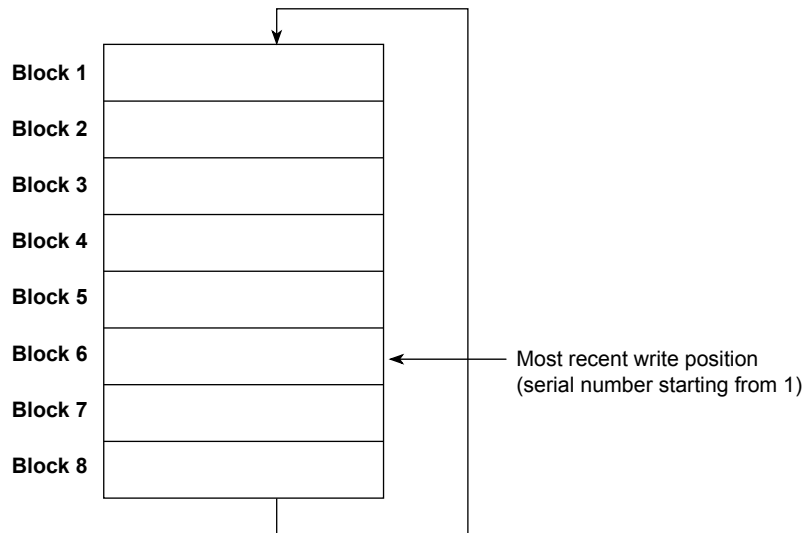 Block 1
Block 2
Block 3
Block 4
Block 5
Block 6
Most recent write position
(serial number starting from 1)
Block 7
Block 8